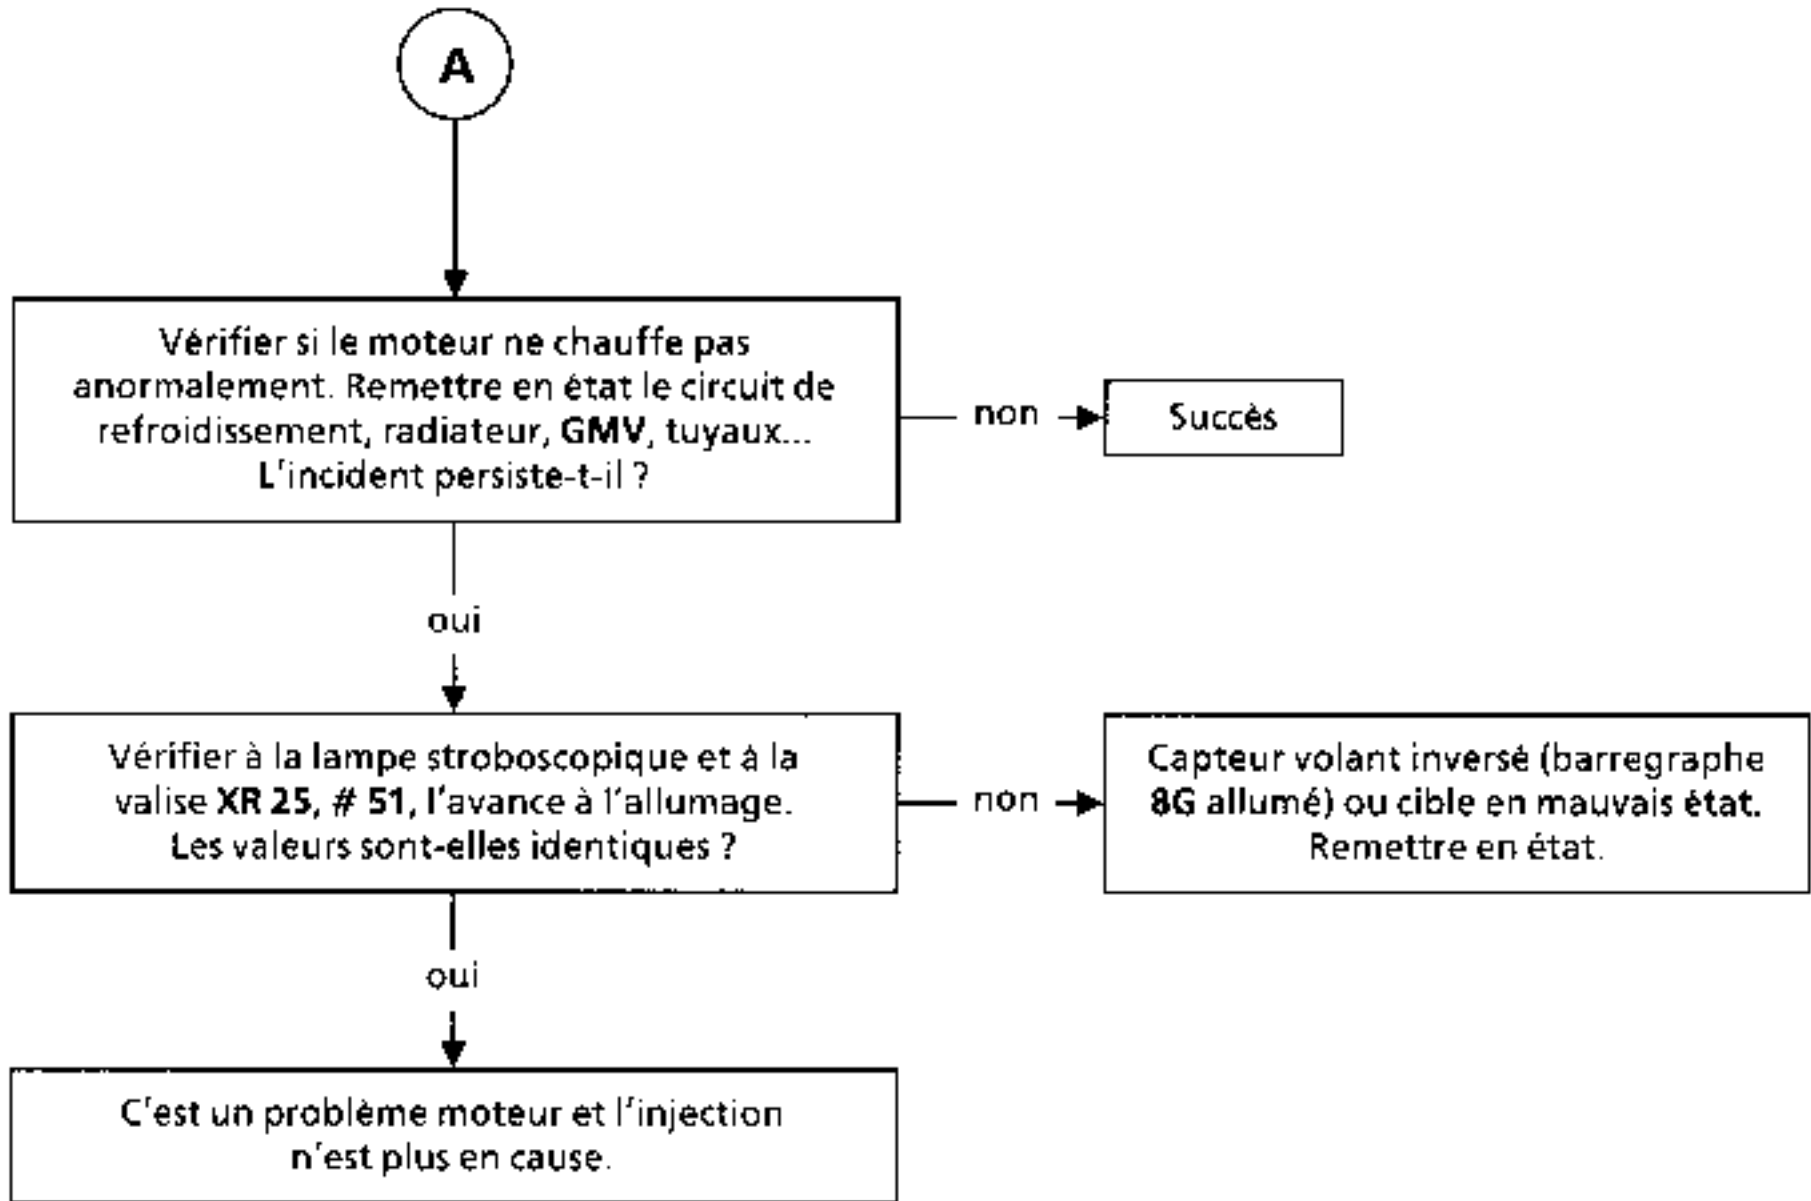 A
Vérifier si le moteur ne chauffe pas
anormalement. Remettre en état le circuit de
refroidissement, radiateur, GMV, tuyaux...
L'incident persiste-t-il ?
non
Succès
oui
Vérifier à la lampe stroboscopique et à la
valise XR 25, # 51, l'avance à l'allumage.
Les valeurs sont-elles identiques ?
non
Capteur volant inversé (barregraphe
8G allumé) ou cible en mauvais état.
Remettre en état.
oui
C'est un problème moteur et l'injection
n'est plus en cause.